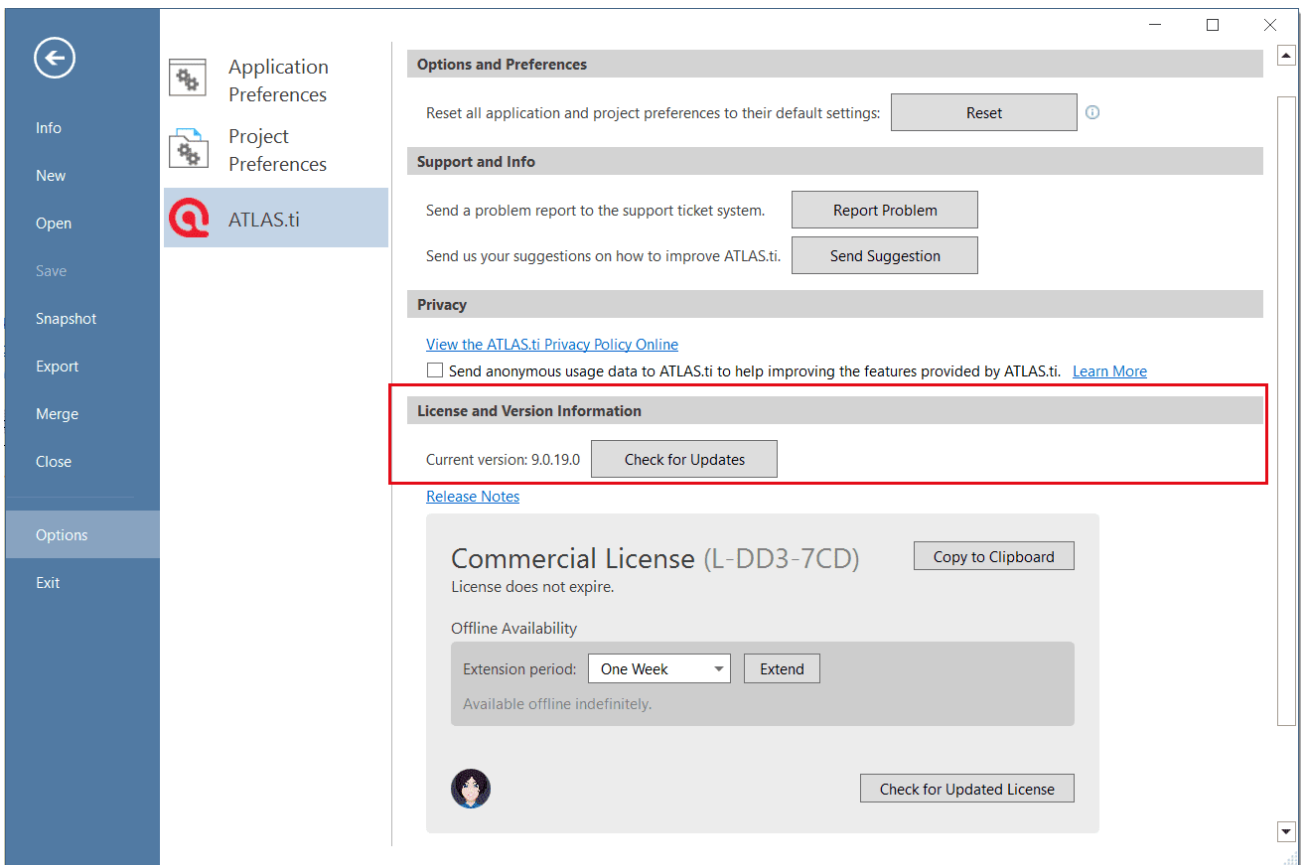 Info
New
Open
Save
Snapshot
Export
Merge
Close
Options
Exit
Application
Preferences
Project
Preferences
ATLAS.ti
Options and Preferences
Reset all application and project preferences to their default settings: Reset
Support and Info
Send a problem report to the support ticket system. Report Problem
Send us your suggestions on how to improve ATLAS.ti. Send Suggestion
Privacy
View the ATLAS.ti Privacy Policy Online
Send anonymous usage data to ATLAS.ti to help improving the features provided by ATLAS.ti. Learn More
License and Version Information
Current version: 9.0.19.0 Check for Updates
Release Notes
Commercial License (L-DD3-7CD) Copy to Clipboard
License does not expire.
Offline Availability
Extension period: One Week Extend
Available offline indefinitely.
Check for Updated License